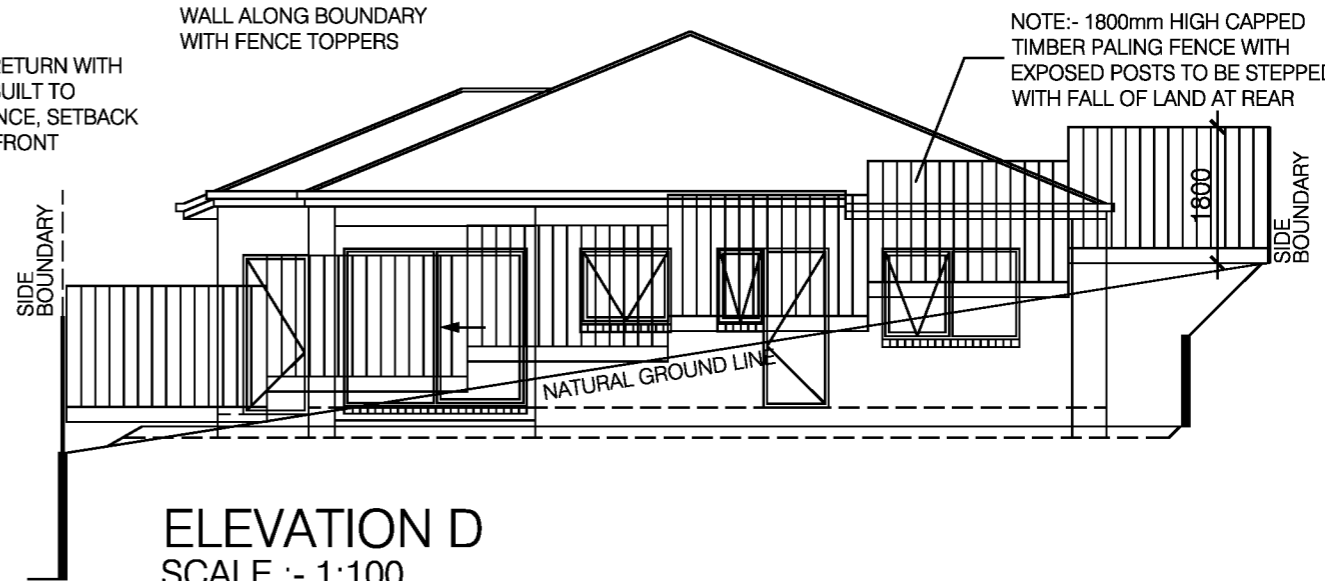 WALL ALONG BOUNDARY
WITH FENCE TOPPERS
RETURN WITH
BUILT TO
SETBACK
FRONT
NOTE:- 1800mm HIGH CAPPED
TIMBER PALING FENCE WITH
EXPOSED POSTS TO BE STEPPED
WITH FALL OF LAND AT REAR
SIDE
BOUNDARY
1800
SIDE
BOUNDARY
NATURAL GROUND LINE
ELEVATION D
SCALE :- 1:100